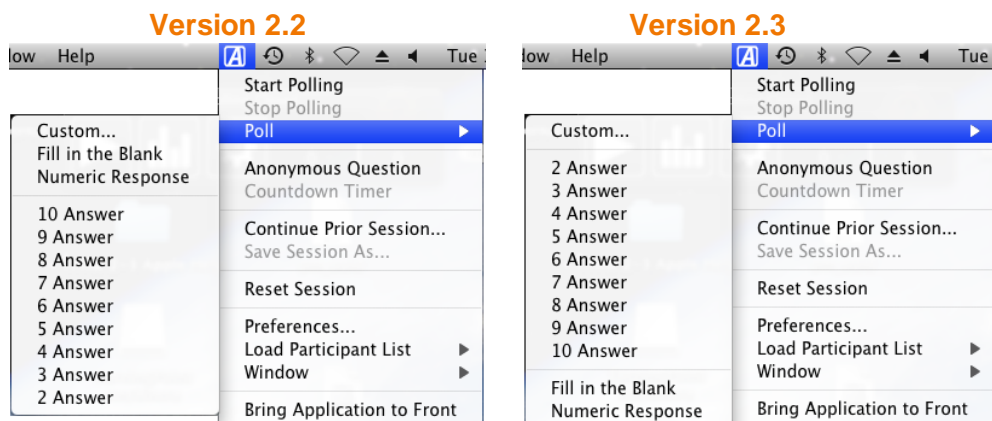 Version 2.2
low Help Tue
Start Polling
Stop Polling
Poll
Custom...
Fill in the Blank
Numeric Response
10 Answer
9 Answer
8 Answer
7 Answer
6 Answer
5 Answer
4 Answer
3 Answer
2 Answer
Anonymous Question
Countdown Timer
Continue Prior Session...
Save Session As...
Reset Session
Preferences...
Load Participant List
Window
Bring Application to Front
Version 2.3
low Help Tue
Start Polling
Stop Polling
Poll
Custom...
2 Answer
3 Answer
4 Answer
5 Answer
6 Answer
7 Answer
8 Answer
9 Answer
10 Answer
Fill in the Blank
Numeric Response
Anonymous Question
Countdown Timer
Continue Prior Session...
Save Session As...
Reset Session
Preferences...
Load Participant List
Window
Bring Application to Front